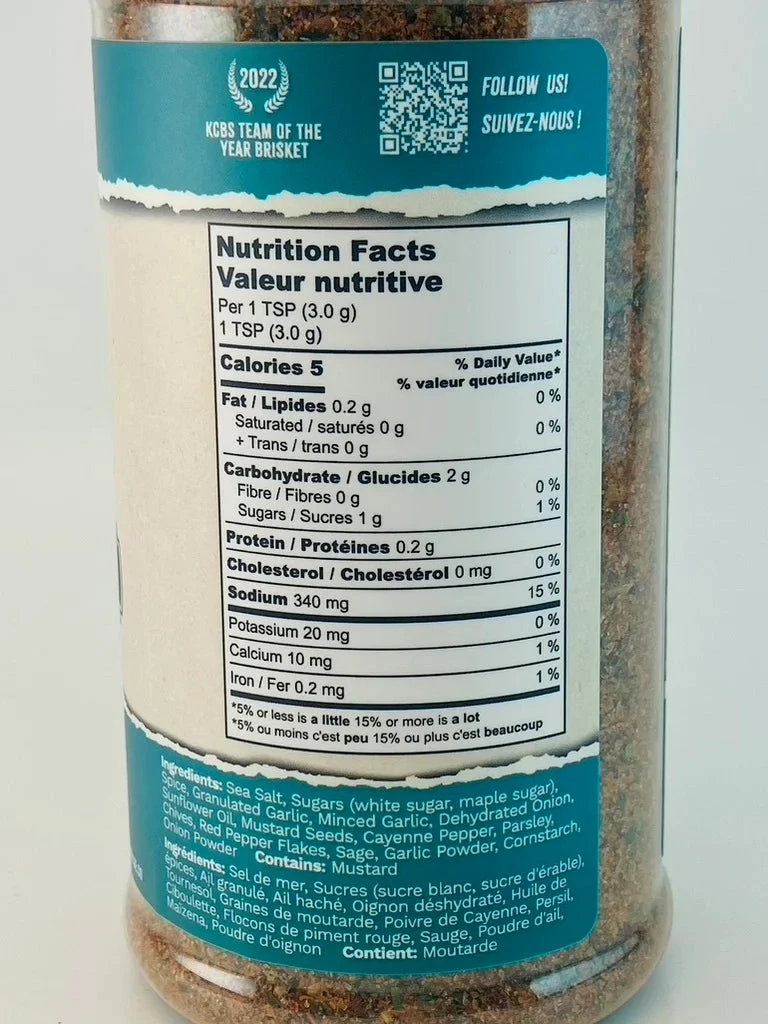 2022
KCBS TEAM OF THE
YEAR BRISKET
FOLLOW US!
SUIVEZ-NOUS!
Nutrition Facts
Valeur nutritive
Per 1 TSP (3.0 g)
1 TSP (3.0 g)
Calories 5
% Daily Value*
% valeur quotidienne*
Fat / Lipides 0.2 g 0 %
Saturated / saturés 0 g 0 %
+ Trans / trans 0 g
Carbohydrate / Glucides 2 g
Fibre / Fibres 0 g 0 %
Sugars / Sucres 1 g 1 %
Protein / Protéines 0.2 g
Cholesterol / Cholestérol 0 mg 0 %
Sodium 340 mg 15 %
Potassium 20 mg 0 %
Calcium 10 mg 1 %
Iron / Fer 0.2 mg 1 %
*5% or less is a little 15% or more is a lot
*5% ou moins c'est peu 15% ou plus c'est beaucoup
Ingredients: Sea Salt, Sugars (white sugar, maple sugar),
Spice, Granulated Garlic, Minced Garlic, Dehydrated Onion,
Sunflower Oil, Mustard Seeds, Cayenne Pepper, Parsley,
Chives, Red Pepper Flakes, Sage, Garlic Powder, Cornstarch,
Onion Powder Contains: Mustard
Ingrédients: Sel de mer, Sucres (sucre blanc, sucre d'érable),
épices, Ail granulé, Ail haché, Oignon déshydraté, Huile de
Tournesol, Graines de moutarde, Poivre de Cayenne, Persil,
Ciboulette, Flocons de piment rouge, Sauge, Poudre d'ail,
Maïzena, Poudre d'oignon Contient: Moutarde